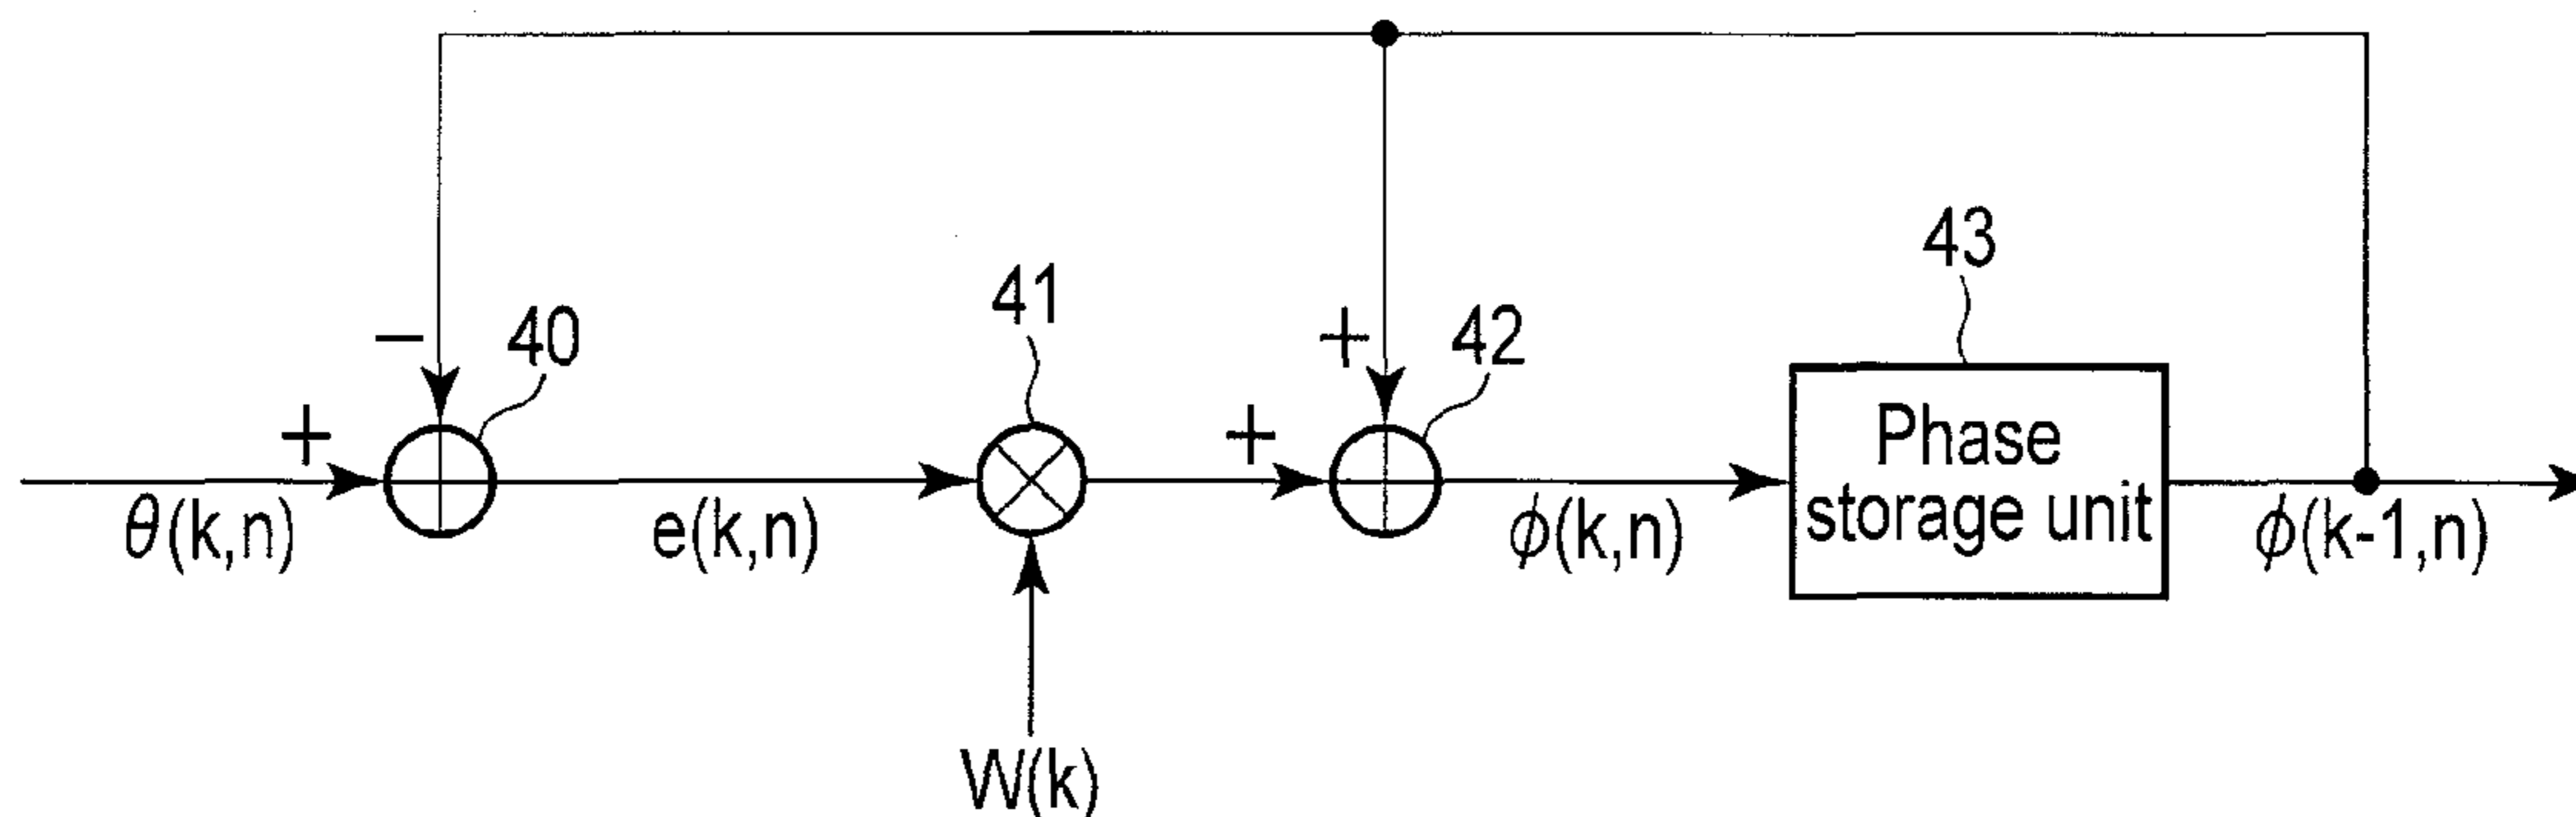 43
41
40
42
−
+
+
+
Phase
storage unit
θ(k,n)
e(k,n)
ϕ(k,n)
ϕ(k-1,n)
W(k)